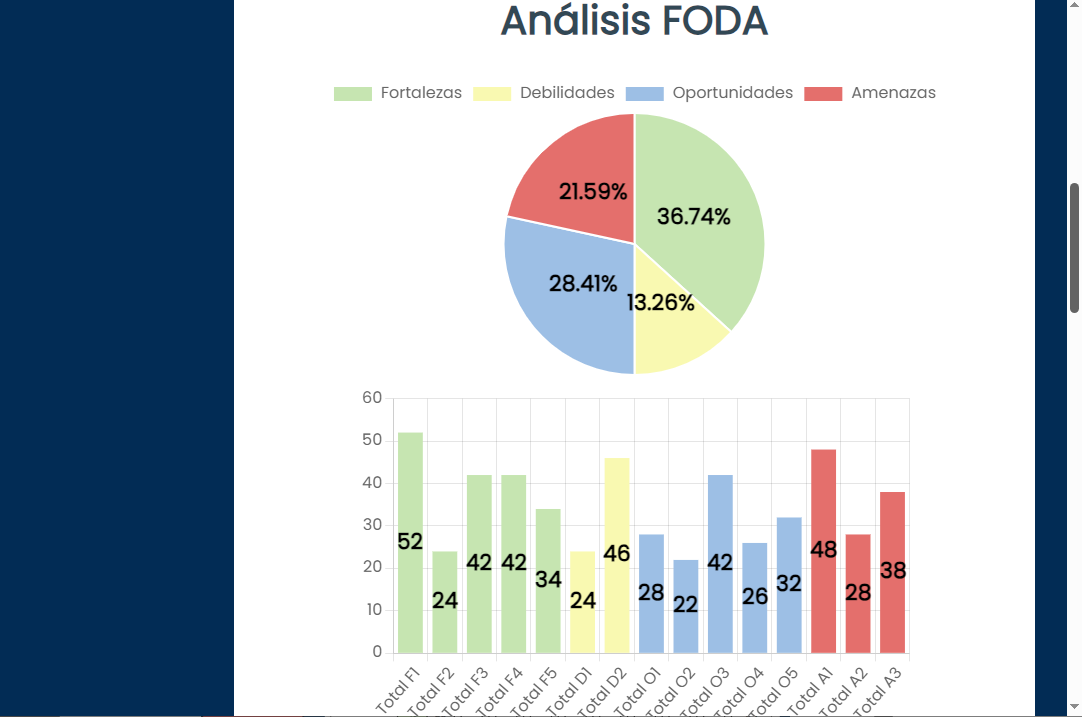 Análisis FODA
Fortalezas Debilidades Oportunidades Amenazas
21.59%
36.74%
28.41%
13.26%
60
50
40
30
20
10
0
52 24 42 42 34 24 46 28 22 42 26 32 48 28 38
Total F1 Total F2 Total F3 Total F4 Total F5 Total D1 Total D2 Total O1 Total O2 Total O3 Total O4 Total O5 Total A1 Total A2 Total A3